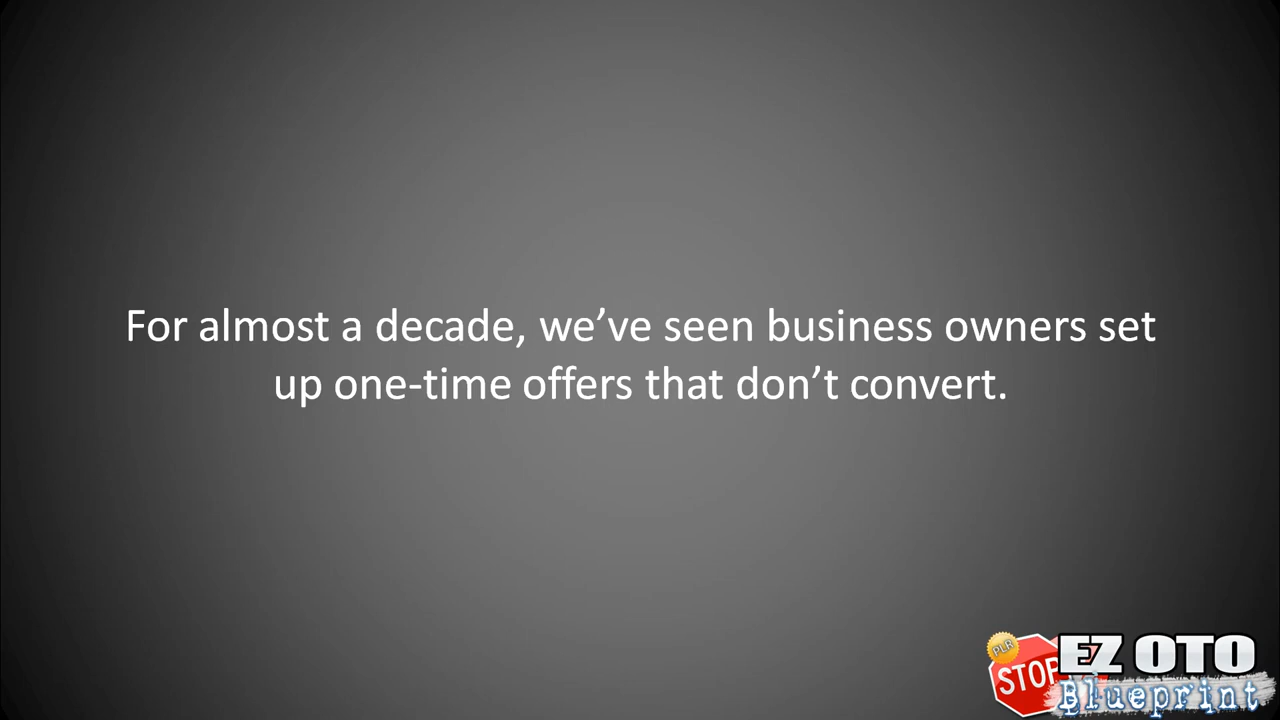 For almost a decade, we’ve seen business owners set
up one-time offers that don’t convert.
PLR
STOP
EZ OTO
Blueprint